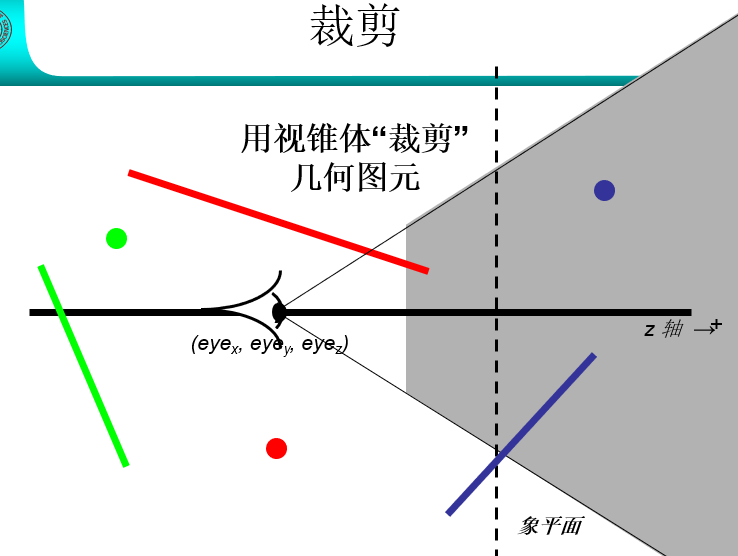 裁剪
用视锥体“裁剪”
几何图元
z 轴 →+
(eyex, eyey, eyez)
象平面